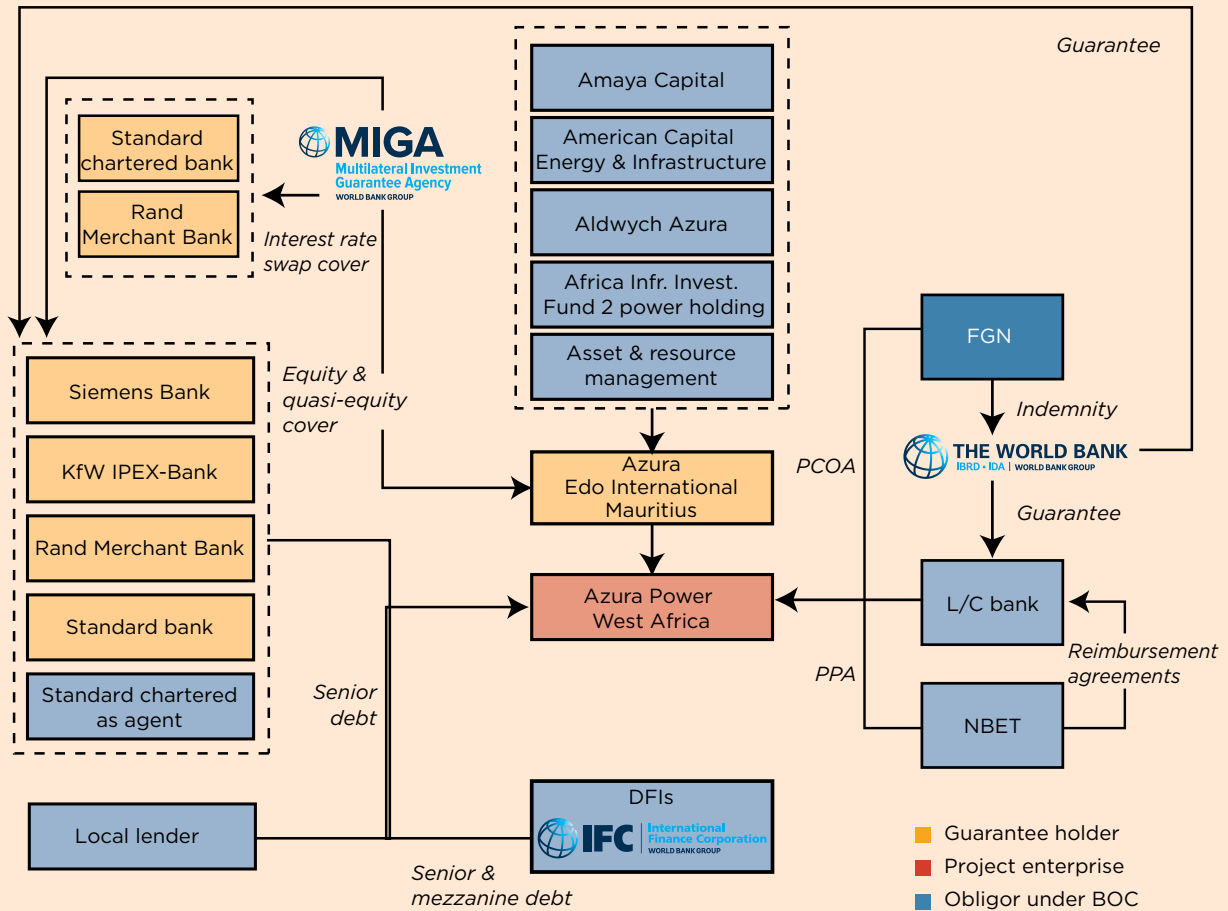 Guarantee
Amaya Capital
American Capital
Energy & Infrastructure
Aldwych Azura
Africa Infr. Invest.
Fund 2 power holding
Asset & resource
management
Standard
chartered bank
Rand
Merchant Bank
MIGA
Multilateral Investment
Guarantee Agency
WORLD BANK GROUP
Interest rate
swap cover
Siemens Bank
KfW IPEX-Bank
Rand Merchant Bank
Standard bank
Standard chartered
as agent
Equity &
quasi-equity
cover
Azura
Edo International
Mauritius
Azura Power
West Africa
FGN
Indemnity
THE WORLD BANK
IBRD • IDA | WORLD BANK GROUP
PCOA
Guarantee
L/C bank
Reimbursement
agreements
PPA
NBET
Senior
debt
Local lender
DFIs
IFC
International
Finance Corporation
WORLD BANK GROUP
Senior &
mezzanine debt
Guarantee holder
Project enterprise
Obligor under BOC